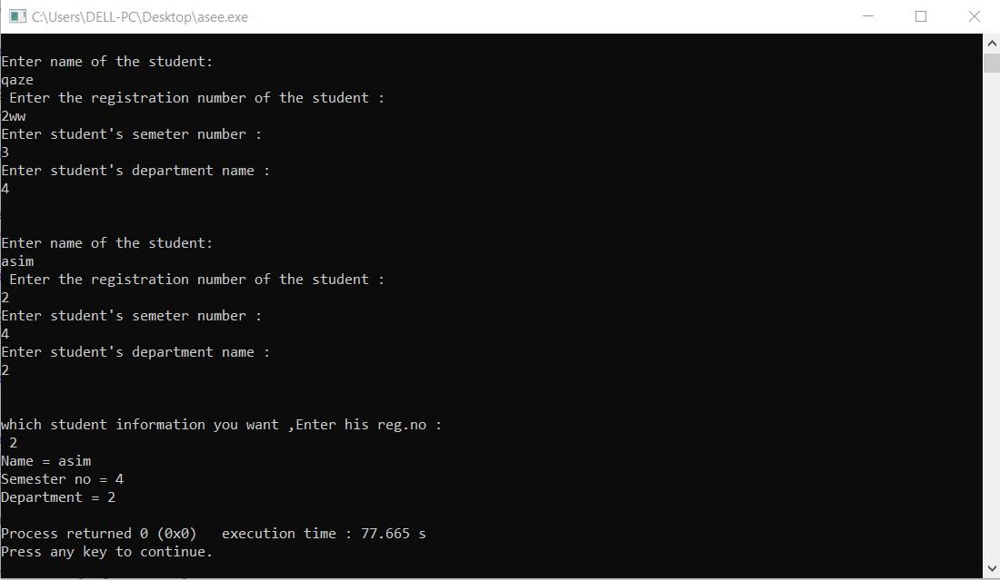 C:\Users\DELL-PC\Desktop\asee.exe
Enter name of the student:
qaze
Enter the registration number of the student :
2ww
Enter student's semeter number :
3
Enter student's department name :
4
Enter name of the student:
asim
Enter the registration number of the student :
2
Enter student's semeter number :
4
Enter student's department name :
2
which student information you want ,Enter his reg.no :
2
Name = asim
Semester no = 4
Department = 2
Process returned 0 (0x0)   execution time : 77.665 s
Press any key to continue.